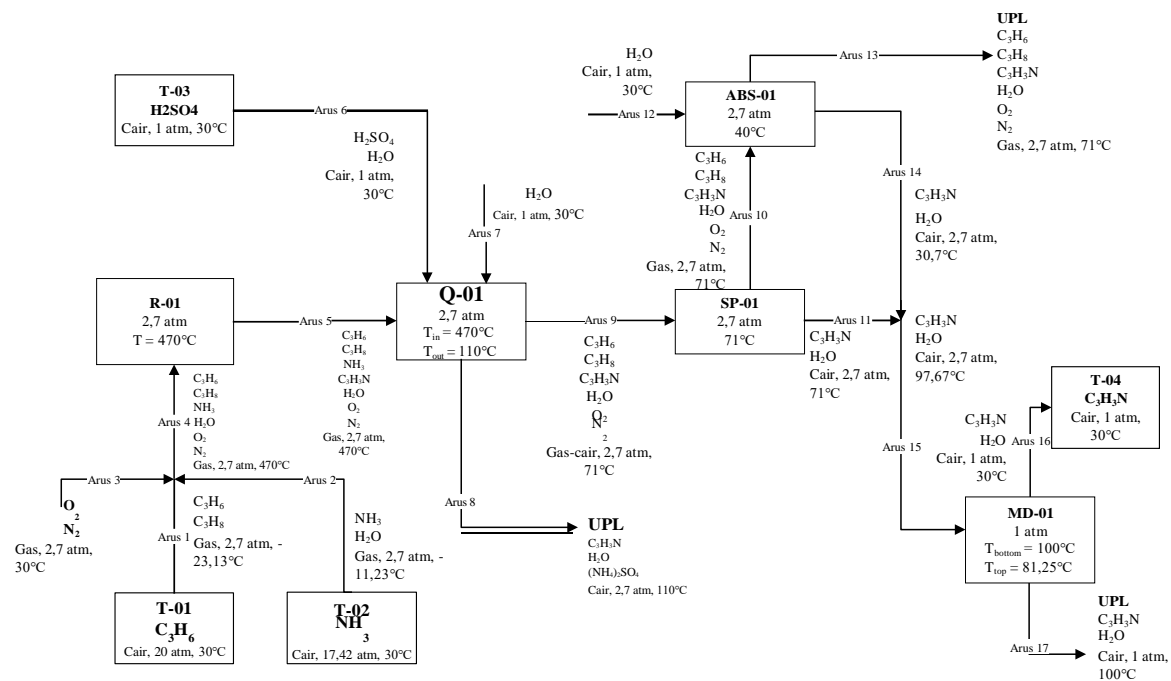 T-03
H2SO4
Cair, 1 atm, 30°C
Arus 6
H₂SO₄
H₂O
Cair, 1 atm,
30°C
H₂O
Cair, 1 atm, 30°C
Arus 7
H₂O
Cair, 1 atm,
30°C
Arus 12
ABS-01
2,7 atm
40°C
Arus 13
UPL
C₃H₆
C₃H₈
C₃H₃N
H₂O
O₂
N₂
Gas, 2,7 atm, 71°C
C₃H₆
C₃H₈
C₃H₃N
H₂O
O₂
N₂
Gas, 2,7 atm,
71°C
Arus 10
Arus 14
C₃H₃N
H₂O
Cair, 2,7 atm,
30,7°C
R-01
2,7 atm
T = 470°C
Arus 5
C₃H₆
C₃H₈
NH₃
C₃H₃N
H₂O
O₂
N₂
Gas, 2,7 atm,
470°C
Q-01
2,7 atm
Tin = 470°C
Tout = 110°C
Arus 9
C₃H₆
C₃H₈
C₃H₃N
H₂O
O₂
N
2
Gas-cair, 2,7 atm,
71°C
SP-01
2,7 atm
71°C
Arus 11
C₃H₃N
H₂O
Cair, 2,7 atm,
71°C
C₃H₃N
H₂O
Cair, 2,7 atm,
97,67°C
Arus 15
C₃H₆
C₃H₈
NH₃
H₂O
O₂
N₂
Gas, 2,7 atm, 470°C
Arus 4
Arus 3
O
2
N₂
Gas, 2,7 atm,
30°C
Arus 1
C₃H₆
C₃H₈
Gas, 2,7 atm, -
23,13°C
Arus 2
NH₃
H₂O
Gas, 2,7 atm, -
11,23°C
T-01
C₃H₆
Cair, 20 atm, 30°C
T-02
NH
3
Cair, 17,42 atm, 30°C
Arus 8
UPL
C₃H₃N
H₂O
(NH₄)₂SO₄
Cair, 2,7 atm, 110°C
C₃H₃N
H₂O
Cair, 1 atm,
30°C
Arus 16
T-04
C₃H₃N
Cair, 1 atm,
30°C
MD-01
1 atm
Tbottom = 100°C
Ttop = 81,25°C
Arus 17
UPL
C₃H₃N
H₂O
Cair, 1 atm,
100°C